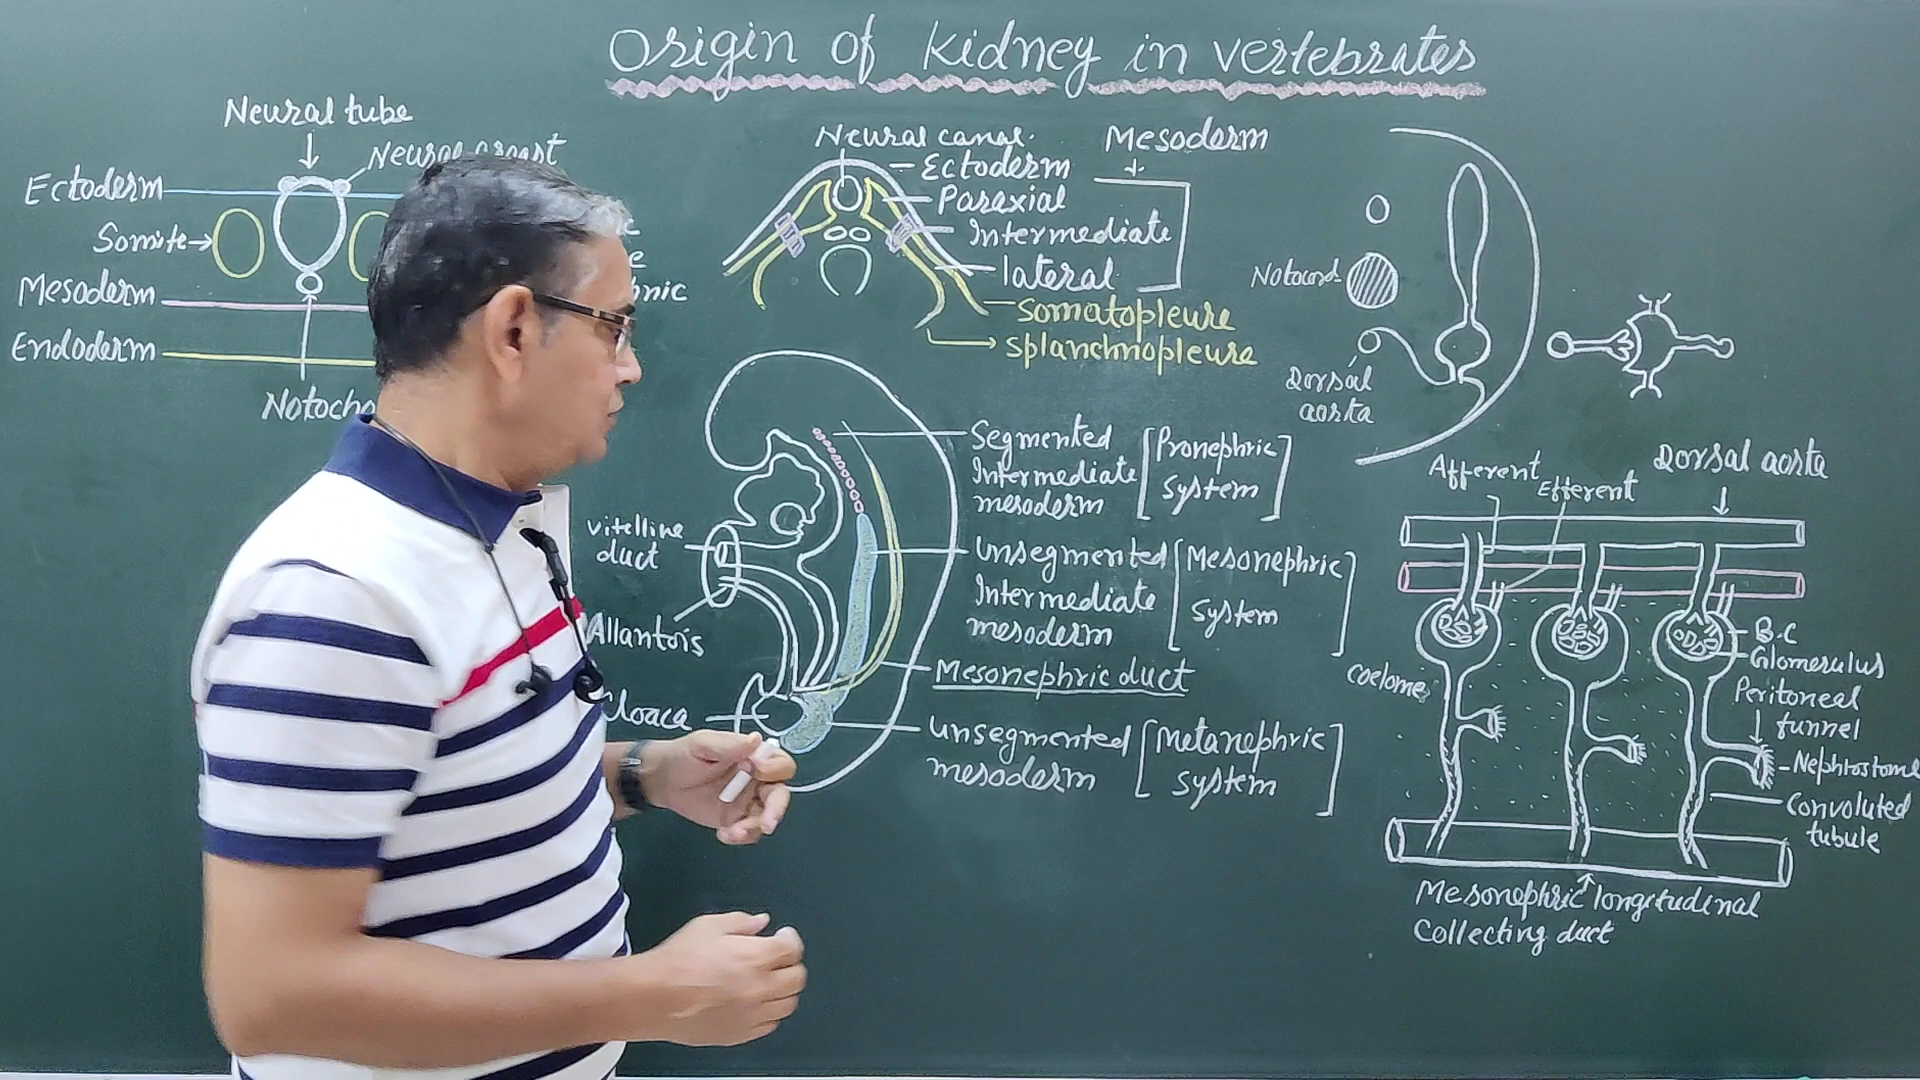 Origin of kidney in vertebrates
Neural tube
Ectoderm
Somite
Mesoderm
Endoderm
Neural canal.
Ectoderm
Paraxial
Intermediate
lateral
Mesoderm
Somatopleure
splanchnopleure
Notocord
Dorsal
aorta
Segmented
Intermediate
mesoderm
[Pronephric
System]
vitelline
duct
Allantois
Unsegmented
Intermediate
mesoderm
[Mesonephric
System]
Mesonephric duct
Unsegmented
mesoderm
[Metanephric
System]
Afferent
Efferent
Dorsal aorta
B.C
Glomerulus
coelome
Peritoneal
funnel
Nephrostome
Convoluted
tubule
Mesonephric longitudinal
Collecting duct